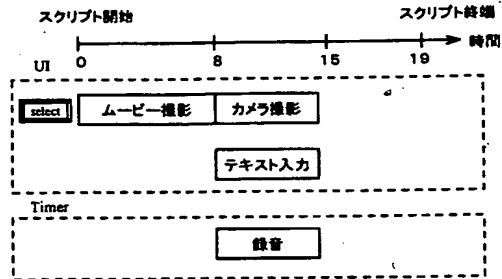 スクリプト開始 スクリプト終端
時間
UI 0 8 15 19
select ムービー撮影 カメラ撮影
テキスト入力
Timer
録音